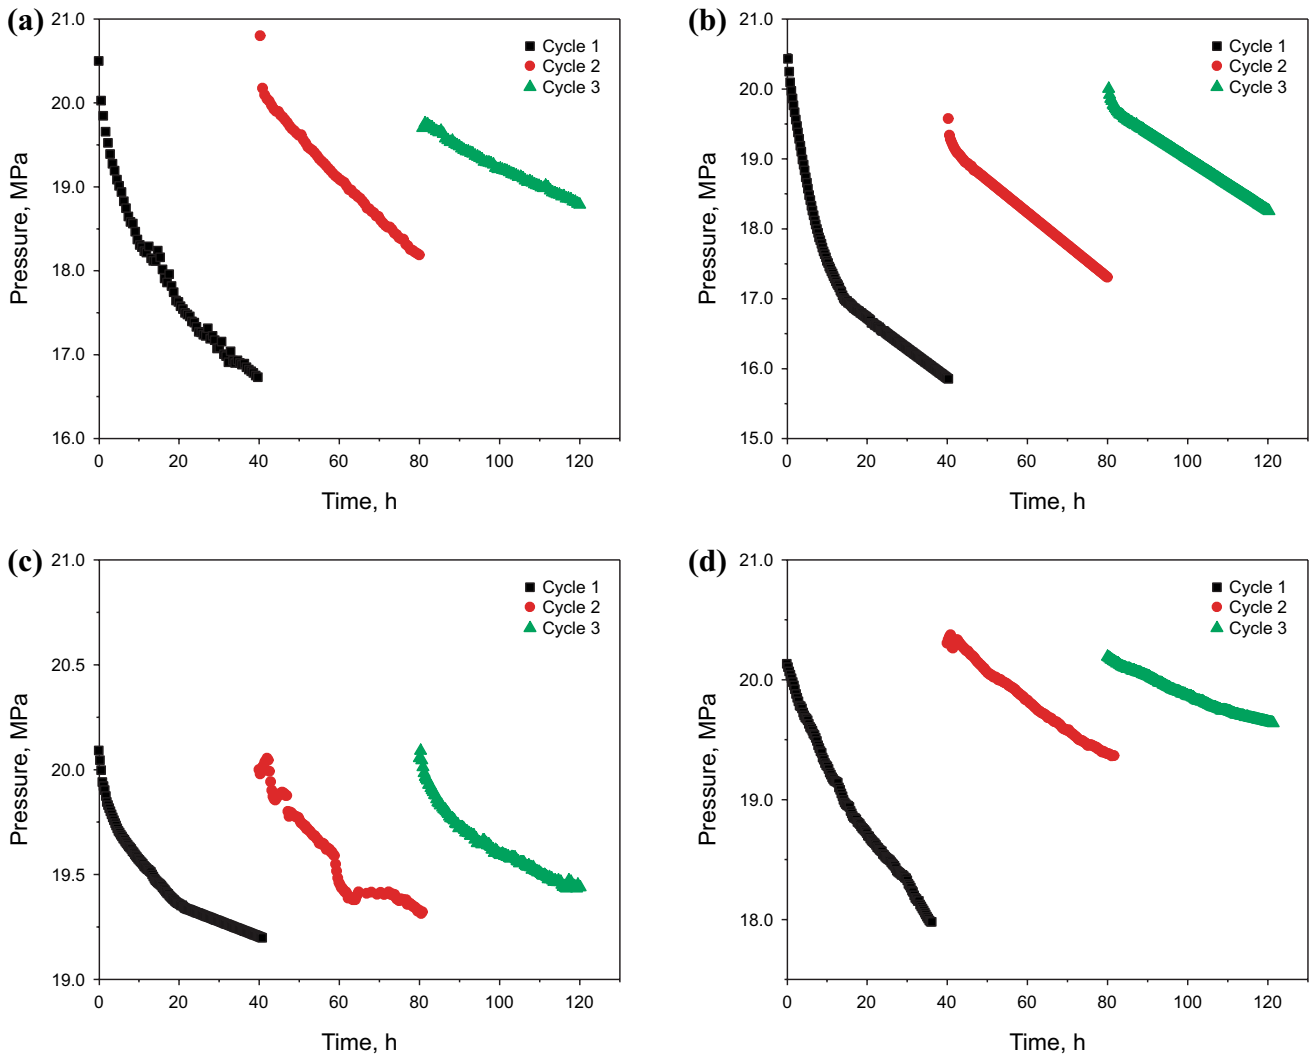 (a)
21.0
20.0
19.0
18.0
17.0
16.0
Pressure, MPa
0 20 40 60 80 100 120
Time, h
Cycle 1
Cycle 2
Cycle 3
(b)
21.0
20.0
19.0
18.0
17.0
16.0
15.0
Pressure, MPa
0 20 40 60 80 100 120
Time, h
Cycle 1
Cycle 2
Cycle 3
(c)
21.0
20.5
20.0
19.5
19.0
Pressure, MPa
0 20 40 60 80 100 120
Time, h
Cycle 1
Cycle 2
Cycle 3
(d)
21.0
20.0
19.0
18.0
Pressure, MPa
0 20 40 60 80 100 120
Time, h
Cycle 1
Cycle 2
Cycle 3